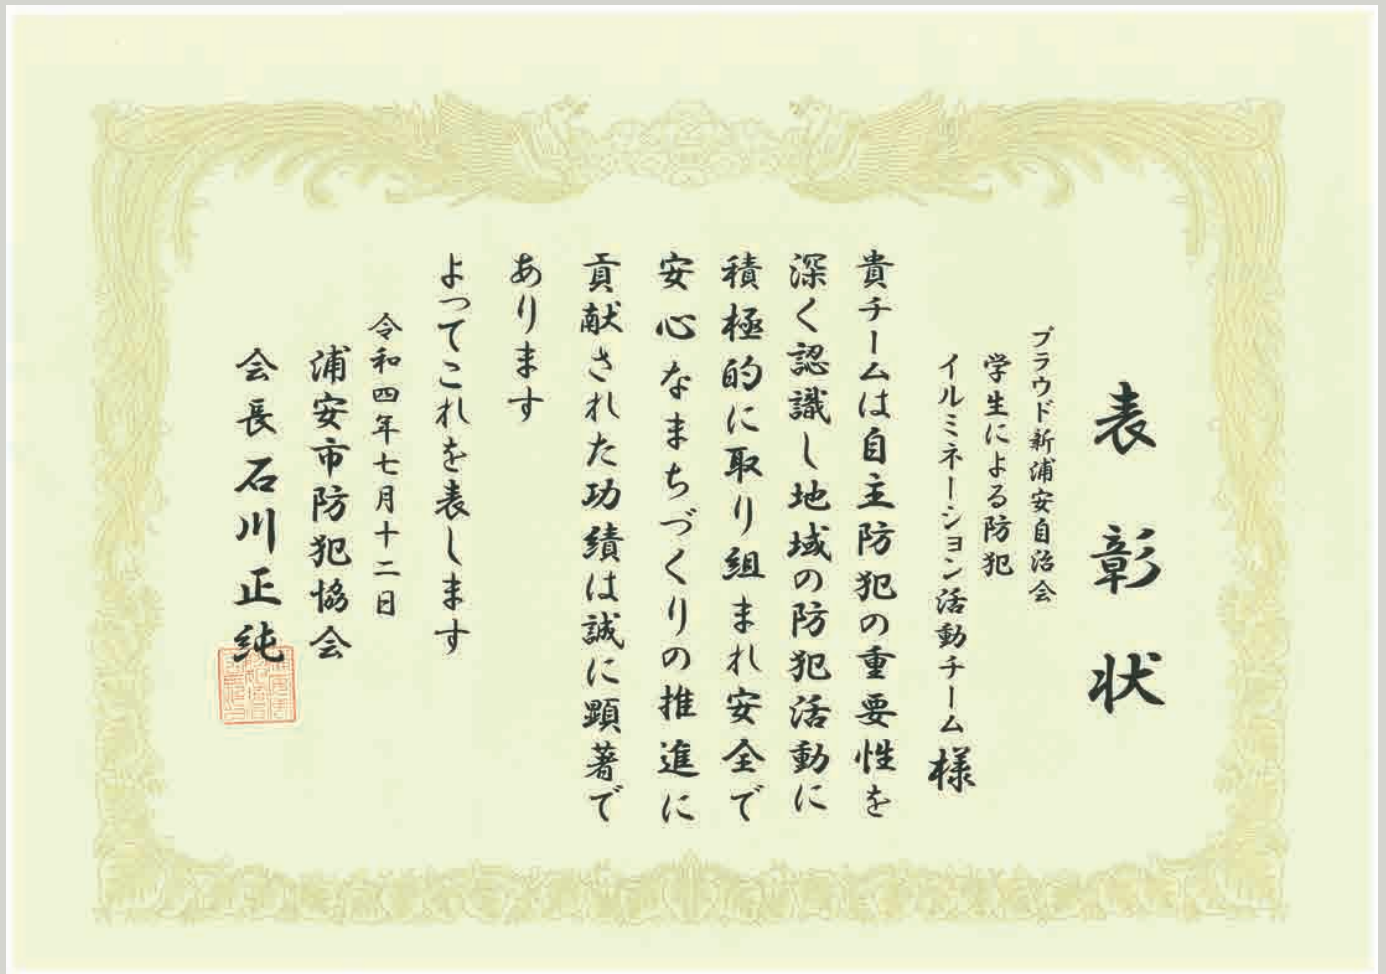 表彰状
プラウド新浦安自治会
学生による防犯
イルミネーション活動チーム様
貴チームは自主防犯の重要性を
深く認識し地域の防犯活動に
積極的に取り組まれ安全で
安心なまちづくりの推進に
貢献された功績は誠に顕著で
あります
よってこれを表します
令和四年七月十二日
浦安市防犯協会
会長石川正純